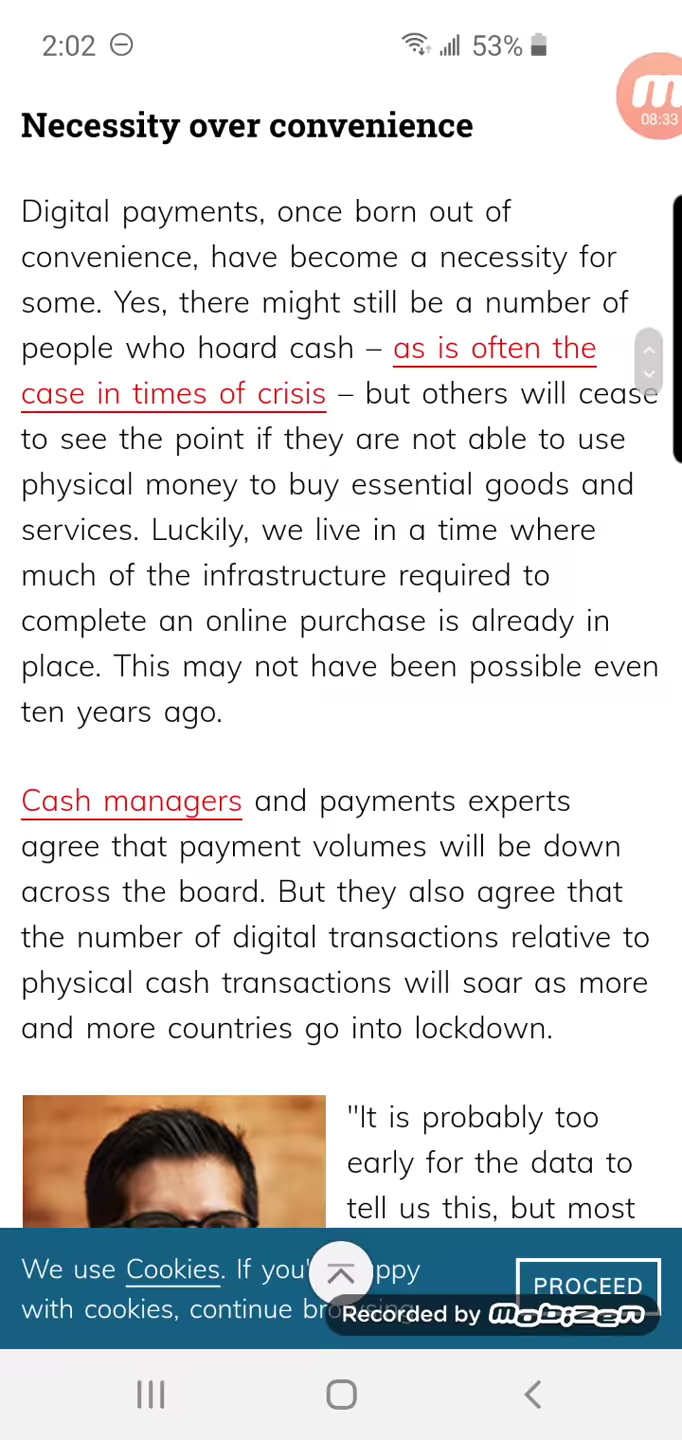 2:02
53%
08:33
Necessity over convenience
Digital payments, once born out of
convenience, have become a necessity for
some. Yes, there might still be a number of
people who hoard cash – as is often the
case in times of crisis – but others will cease
to see the point if they are not able to use
physical money to buy essential goods and
services. Luckily, we live in a time where
much of the infrastructure required to
complete an online purchase is already in
place. This may not have been possible even
ten years ago.
Cash managers and payments experts
agree that payment volumes will be down
across the board. But they also agree that
the number of digital transactions relative to
physical cash transactions will soar as more
and more countries go into lockdown.
"It is probably too
early for the data to
tell us this, but most
We use Cookies. If
with cookies, continue
PROCEED
Recorded by mobizen